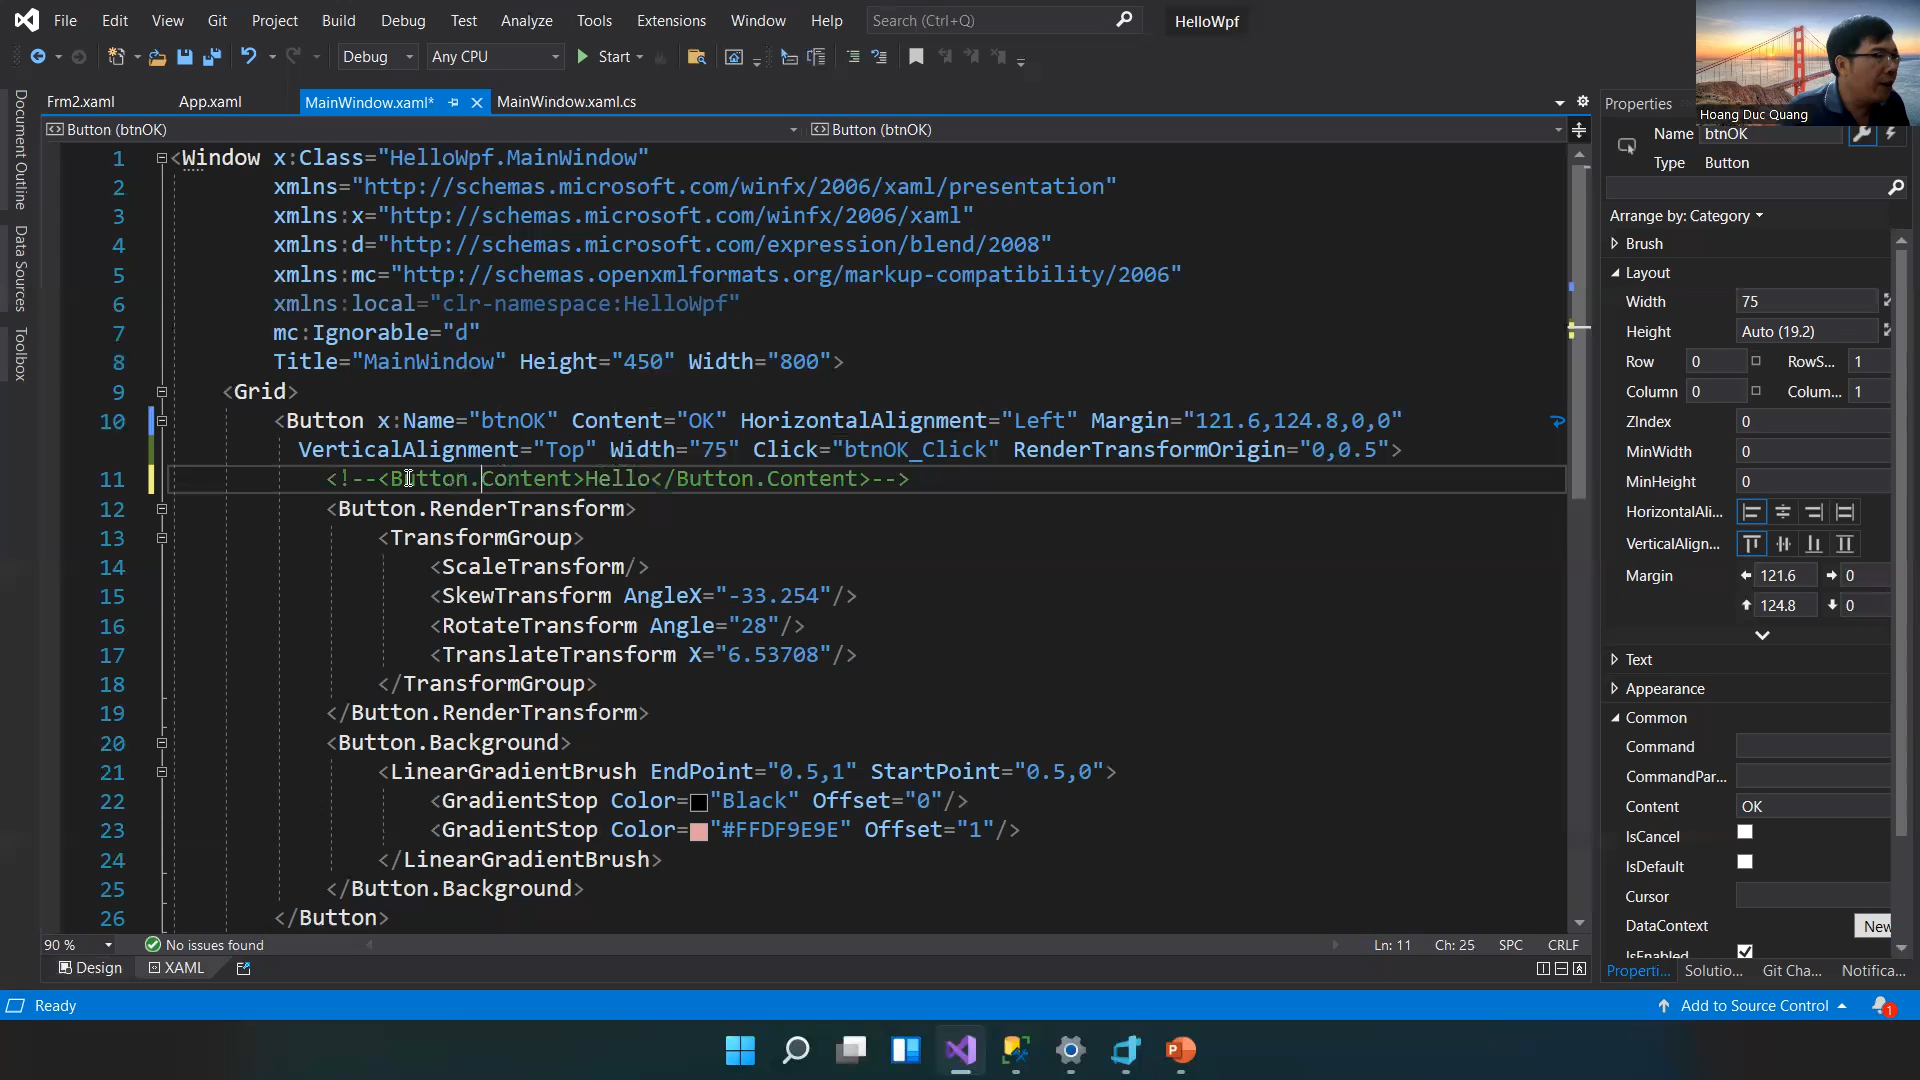 File Edit View Git Project Build Debug Test Analyze Tools Extensions Window Help Search (Ctrl+Q) HelloWpf
Debug Any CPU Start
Hoang Duc Quang
Frm2.xaml App.xaml MainWindow.xaml* MainWindow.xaml.cs
Button (btnOK) Button (btnOK)
Document Outline
Data Sources
Toolbox
1 <Window x:Class="HelloWpf.MainWindow"
2 xmlns="http://schemas.microsoft.com/winfx/2006/xaml/presentation"
3 xmlns:x="http://schemas.microsoft.com/winfx/2006/xaml"
4 xmlns:d="http://schemas.microsoft.com/expression/blend/2008"
5 xmlns:mc="http://schemas.openxmlformats.org/markup-compatibility/2006"
6 xmlns:local="clr-namespace:HelloWpf"
7 mc:Ignorable="d"
8 Title="MainWindow" Height="450" Width="800">
9 <Grid>
10 <Button x:Name="btnOK" Content="OK" HorizontalAlignment="Left" Margin="121.6,124.8,0,0"
VerticalAlignment="Top" Width="75" Click="btnOK_Click" RenderTransformOrigin="0,0.5">
11 <!--<Button.Content>Hello</Button.Content>-->
12 <Button.RenderTransform>
13 <TransformGroup>
14 <ScaleTransform/>
15 <SkewTransform AngleX="-33.254"/>
16 <RotateTransform Angle="28"/>
17 <TranslateTransform X="6.53708"/>
18 </TransformGroup>
19 </Button.RenderTransform>
20 <Button.Background>
21 <LinearGradientBrush EndPoint="0.5,1" StartPoint="0.5,0">
22 <GradientStop Color="Black" Offset="0"/>
23 <GradientStop Color="#FFDF9E9E" Offset="1"/>
24 </LinearGradientBrush>
25 </Button.Background>
26 </Button>
90 % No issues found Ln: 11 Ch: 25 SPC CRLF
Design XAML
Properties
Name btnOK
Type Button
Arrange by: Category
Brush
Layout
Width 75
Height Auto (19.2)
Row 0 RowS... 1
Column 0 Colum... 1
ZIndex 0
MinWidth 0
MinHeight 0
HorizontalAli...
VerticalAlign...
Margin 121.6 0
124.8 0
Text
Appearance
Common
Command
CommandPar...
Content OK
IsCancel
IsDefault
Cursor
DataContext New
IsEnabled
Properti... Solutio... Git Cha... Notifica...
Ready Add to Source Control 1